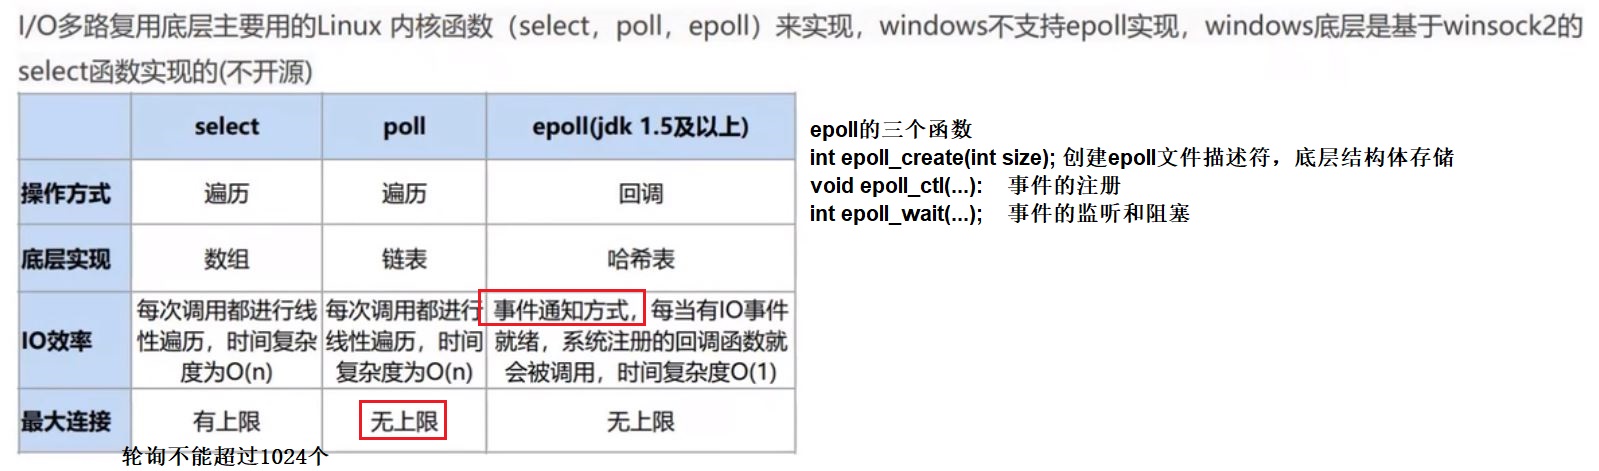 I/O多路复用底层主要用的Linux 内核函数（select，poll，epoll）来实现，windows不支持epoll实现，windows底层是基于winsock2的
select函数实现的(不开源)
select
poll
epoll(jdk 1.5及以上)
操作方式
遍历
遍历
回调
底层实现
数组
链表
哈希表
IO效率
每次调用都进行线
性遍历，时间复杂
度为O(n)
每次调用都进行
线性遍历，时间
复杂度为O(n)
事件通知方式，每当有IO事件
就绪，系统注册的回调函数就
会被调用，时间复杂度O(1)
最大连接
有上限
无上限
无上限
轮询不能超过1024个
epoll的三个函数
int epoll_create(int size); 创建epoll文件描述符，底层结构体存储
void epoll_ctl(...): 事件的注册
int epoll_wait(...); 事件的监听和阻塞